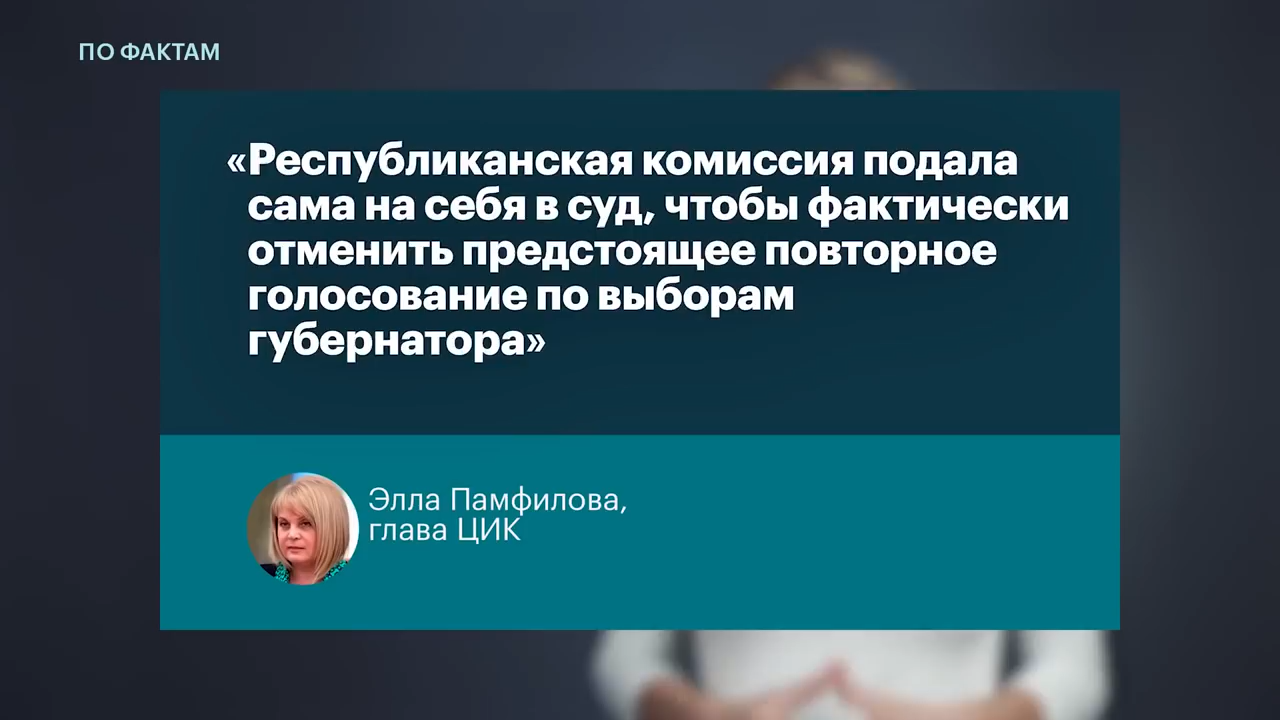 ПО ФАКТАМ
«Республиканская комиссия подала
сама на себя в суд, чтобы фактически
отменить предстоящее повторное
голосование по выборам
губернатора»
Элла Памфилова,
глава ЦИК